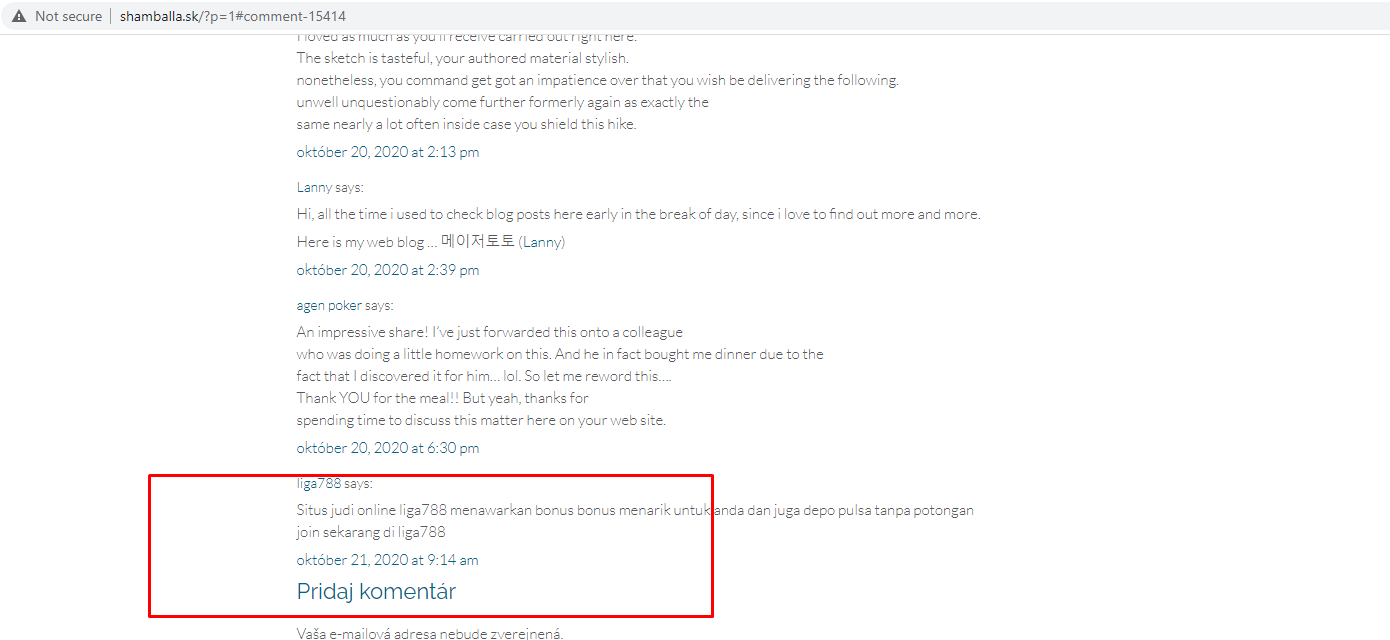 Not secure | shamballa.sk/?p=1#comment-15414
I loved as much as you'll receive carried out right here.
The sketch is tasteful, your authored material stylish.
nonetheless, you command get got an impatience over that you wish be delivering the following.
unwell unquestionably come further formerly again as exactly the
same nearly a lot often inside case you shield this hike.
október 20, 2020 at 2:13 pm
Lanny says:
Hi, all the time i used to check blog posts here early in the break of day, since i love to find out more and more.
Here is my web blog … 메이저토토 (Lanny)
október 20, 2020 at 2:39 pm
agen poker says:
An impressive share! I've just forwarded this onto a colleague
who was doing a little homework on this. And he in fact bought me dinner due to the
fact that I discovered it for him… lol. So let me reword this….
Thank YOU for the meal!! But yeah, thanks for
spending time to discuss this matter here on your web site.
október 20, 2020 at 6:30 pm
liga788 says:
Situs judi online liga788 menawarkan bonus bonus menarik untuk anda dan juga depo pulsa tanpa potongan
join sekarang di liga788
október 21, 2020 at 9:14 am
Pridaj komentár
Vaša e-mailová adresa nebude zverejnená.